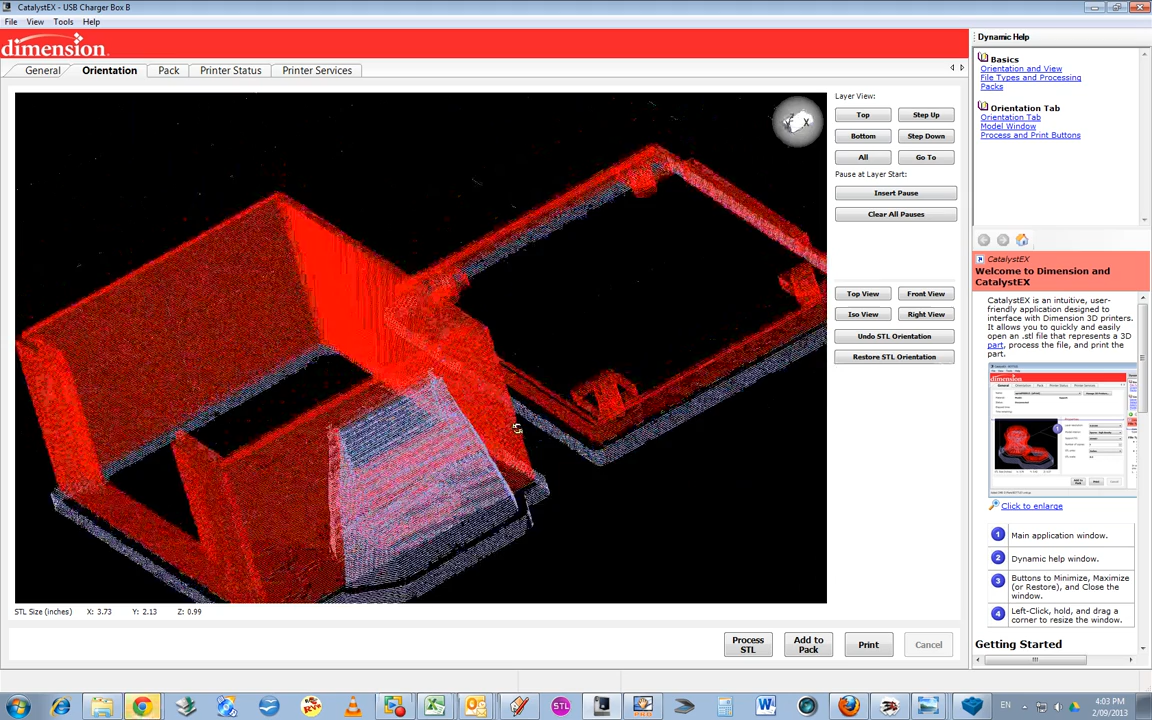 CatalystEX - USB Charger Box B
File View Tools Help
dimension
General Orientation Pack Printer Status Printer Services
Layer View:
Top Step Up
Bottom Step Down
All Go To
Pause at Layer Start:
Insert Pause
Clear All Pauses
Top View Front View
Iso View Right View
Undo STL Orientation
Restore STL Orientation
X
STL Size (inches) X: 3.73 Y: 2.13 Z: 0.99
Process STL
Add to Pack
Print
Cancel
Dynamic Help
Basics
Orientation and View
File Types and Processing
Packs
Orientation Tab
Orientation Tab
Model Window
Process and Print Buttons
CatalystEX
Welcome to Dimension and
CatalystEX
CatalystEX is an intuitive, user-
friendly application designed to
interface with Dimension 3D printers.
It allows you to quickly and easily
open an .stl file that represents a 3D
part, process the file, and print the
part.
Click to enlarge
1 Main application window.
2 Dynamic help window.
3 Buttons to Minimize, Maximize
(or Restore), and Close the
window.
4 Left-Click, hold, and drag a
corner to resize the window.
Getting Started
STL
EN
4:03 PM
2/09/2013